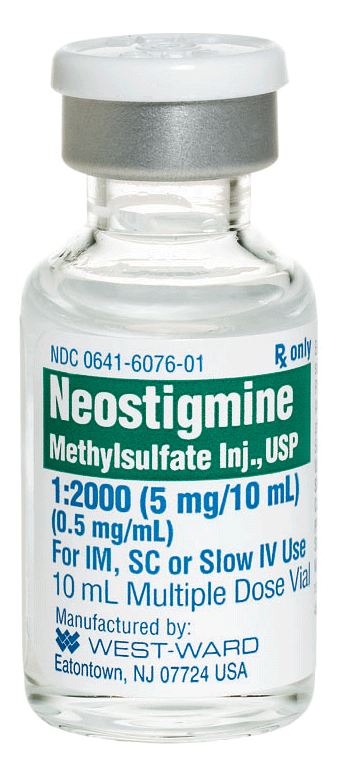 NDC 0641-6076-01 ℞ only
Neostigmine
Methylsulfate Inj., USP
1:2000 (5 mg/10 mL)
(0.5 mg/mL)
For IM, SC or Slow IV Use
10 mL Multiple Dose Vial
Manufactured by:
WEST-WARD
Eatontown, NJ 07724 USA